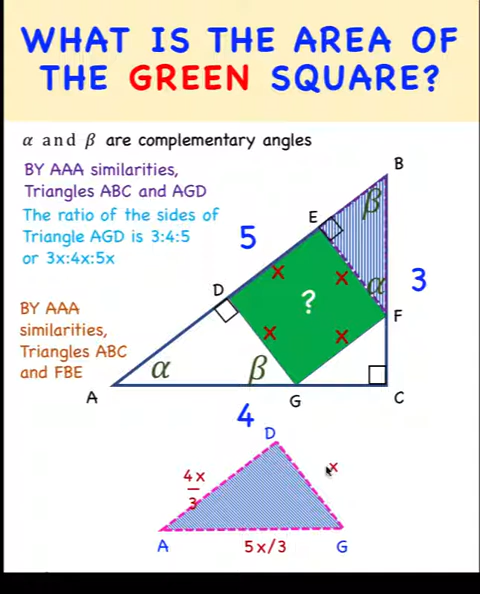 WHAT IS THE AREA OF
THE GREEN SQUARE?
α and β are complementary angles
BY AAA similarities,
Triangles ABC and AGD
The ratio of the sides of
Triangle AGD is 3:4:5
or 3x:4x:5x
BY AAA
similarities,
Triangles ABC
and FBE
B
β
E
5
x
x
α
3
D
?
F
x
x
α
β
A
G
C
4
D
4x
3
x
A
5x/3
G